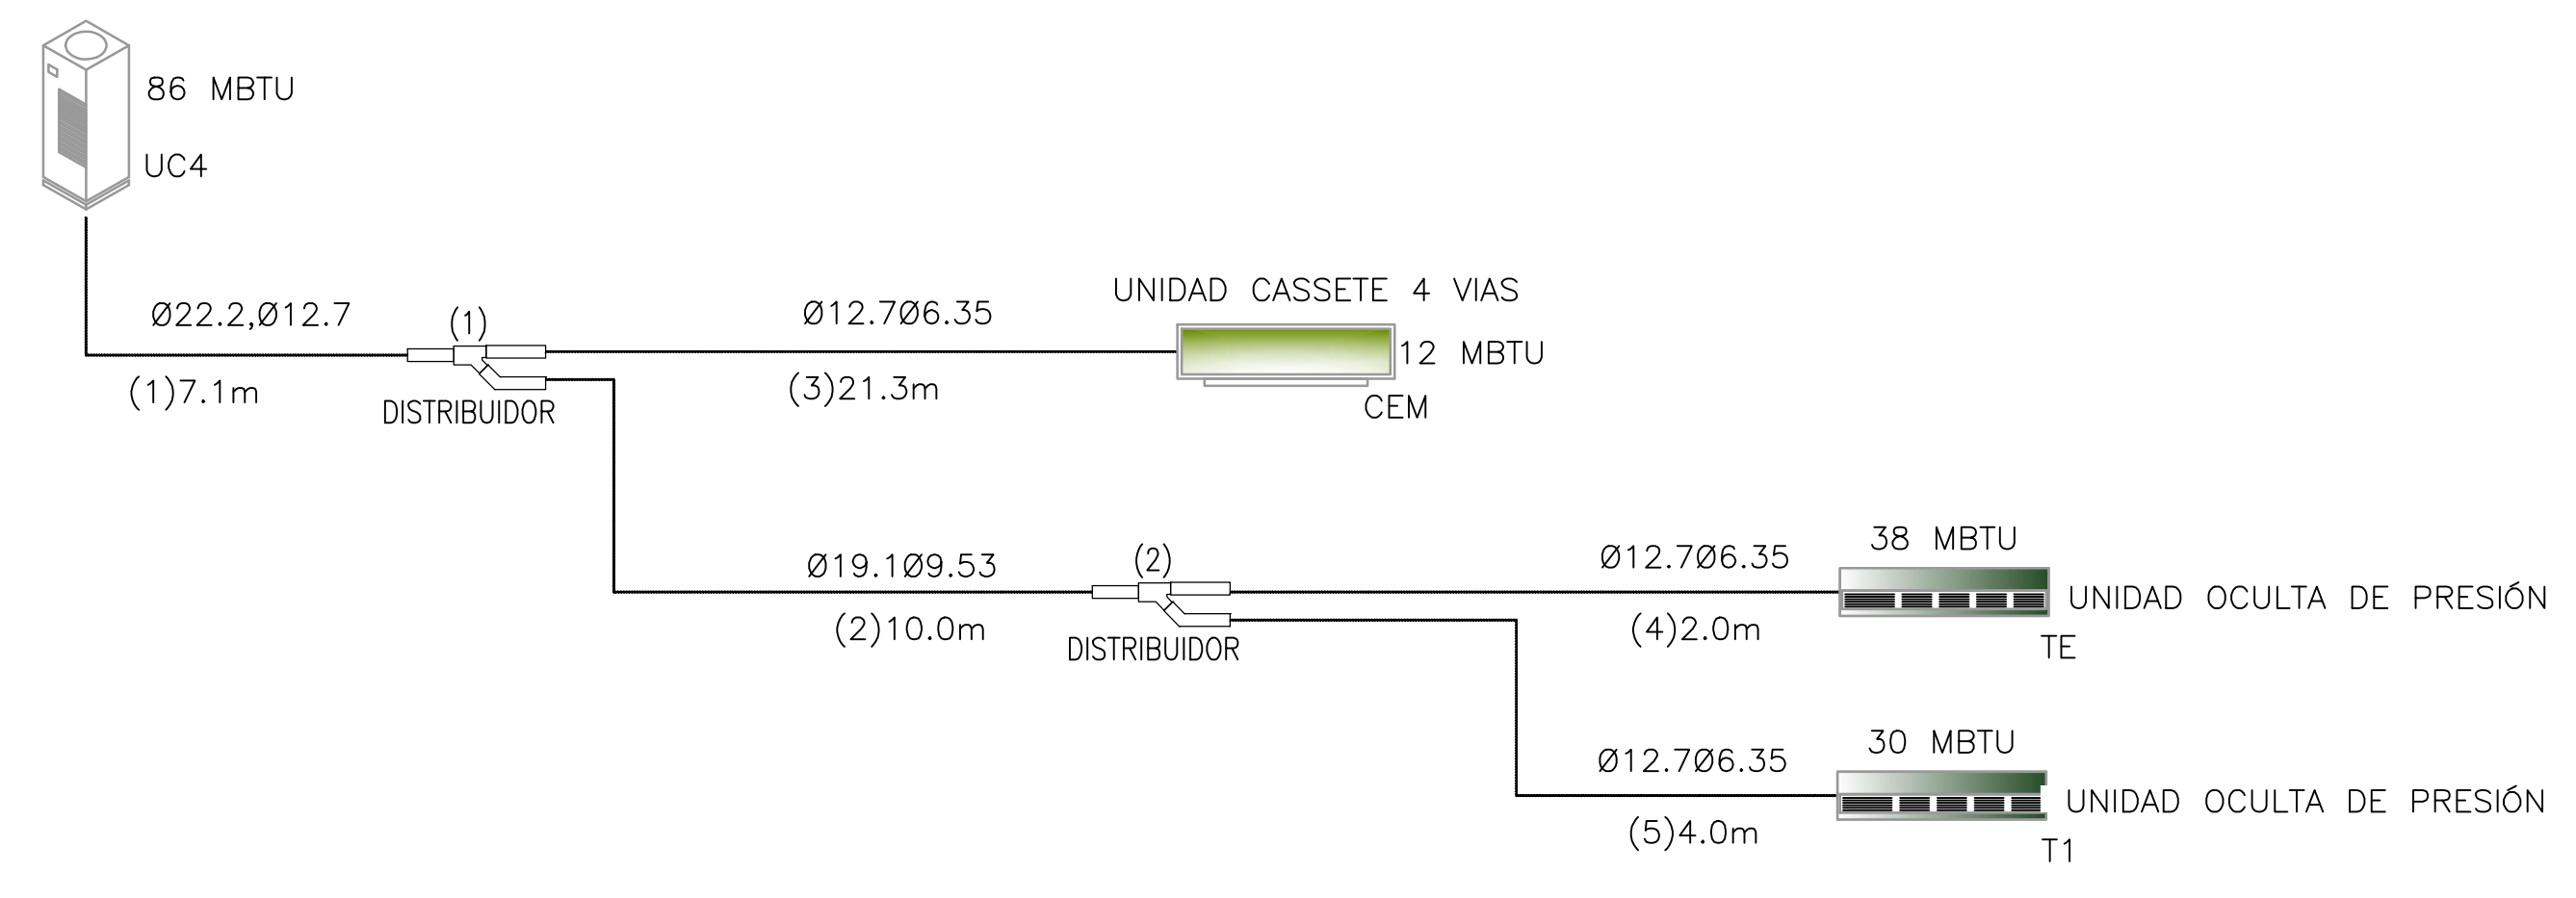 86 MBTU
UC4
Ø22.2,Ø12.7
(1)
(1)7.1m
DISTRIBUIDOR
Ø12.7Ø6.35
(3)21.3m
UNIDAD CASSETE 4 VIAS
12 MBTU
CEM
Ø19.1Ø9.53
(2)
(2)10.0m
DISTRIBUIDOR
Ø12.7Ø6.35
(4)2.0m
38 MBTU
UNIDAD OCULTA DE PRESIÓN
TE
Ø12.7Ø6.35
(5)4.0m
30 MBTU
UNIDAD OCULTA DE PRESIÓN
T1